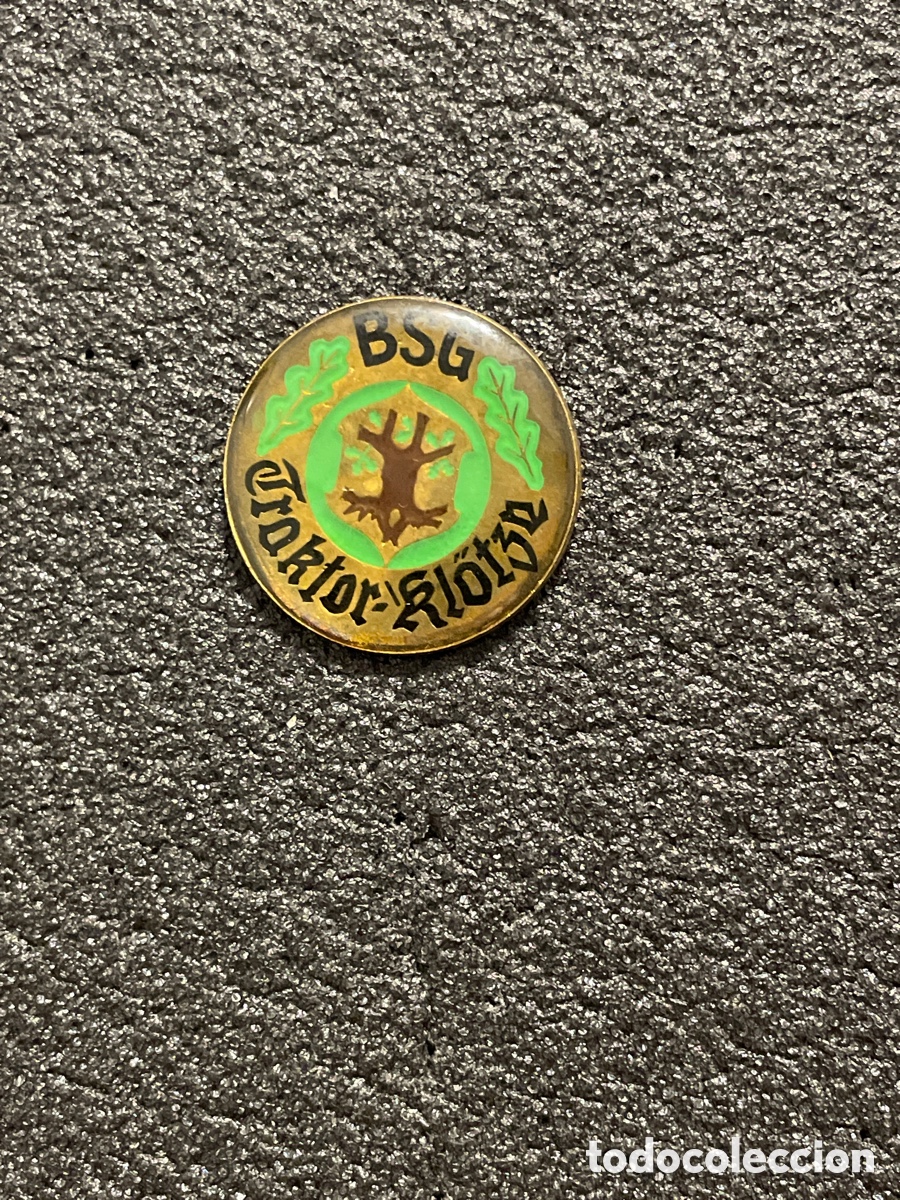 BSG
Traktor-Klötze
todocoleccion